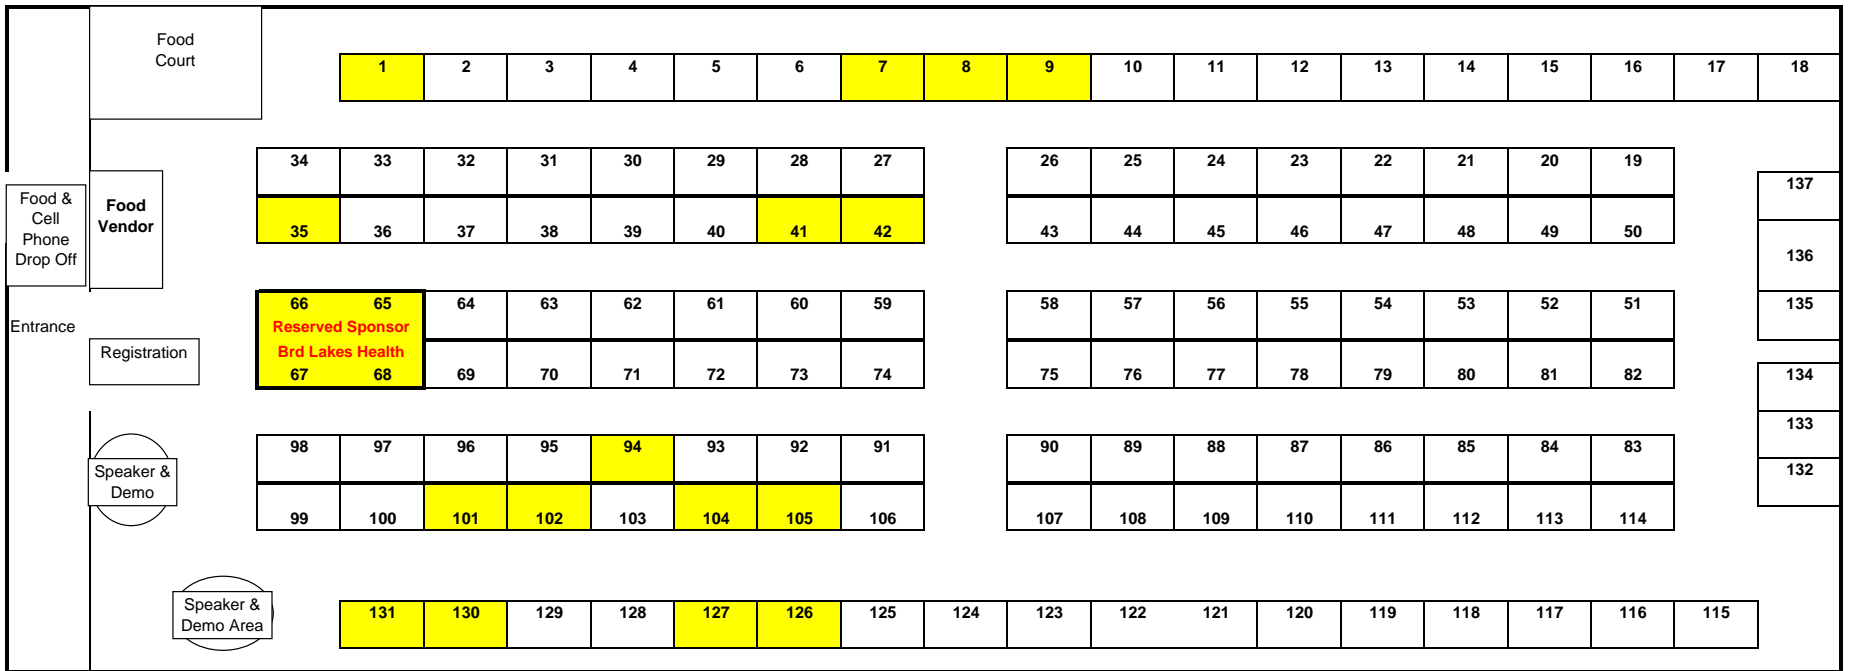 Food
Court
1 2 3 4 5 6 7 8 9 10 11 12 13 14 15 16 17 18
34 33 32 31 30 29 28 27 26 25 24 23 22 21 20 19
137
Food &
Cell
Phone
Drop Off
Food
Vendor
35 36 37 38 39 40 41 42 43 44 45 46 47 48 49 50
136
66 65 64 63 62 61 60 59 58 57 56 55 54 53 52 51
135
Entrance
Reserved Sponsor
Brd Lakes Health
Registration
67 68 69 70 71 72 73 74 75 76 77 78 79 80 81 82
134
133
98 97 96 95 94 93 92 91 90 89 88 87 86 85 84 83
132
Speaker &
Demo
99 100 101 102 103 104 105 106 107 108 109 110 111 112 113 114
Speaker &
Demo Area
131 130 129 128 127 126 125 124 123 122 121 120 119 118 117 116 115